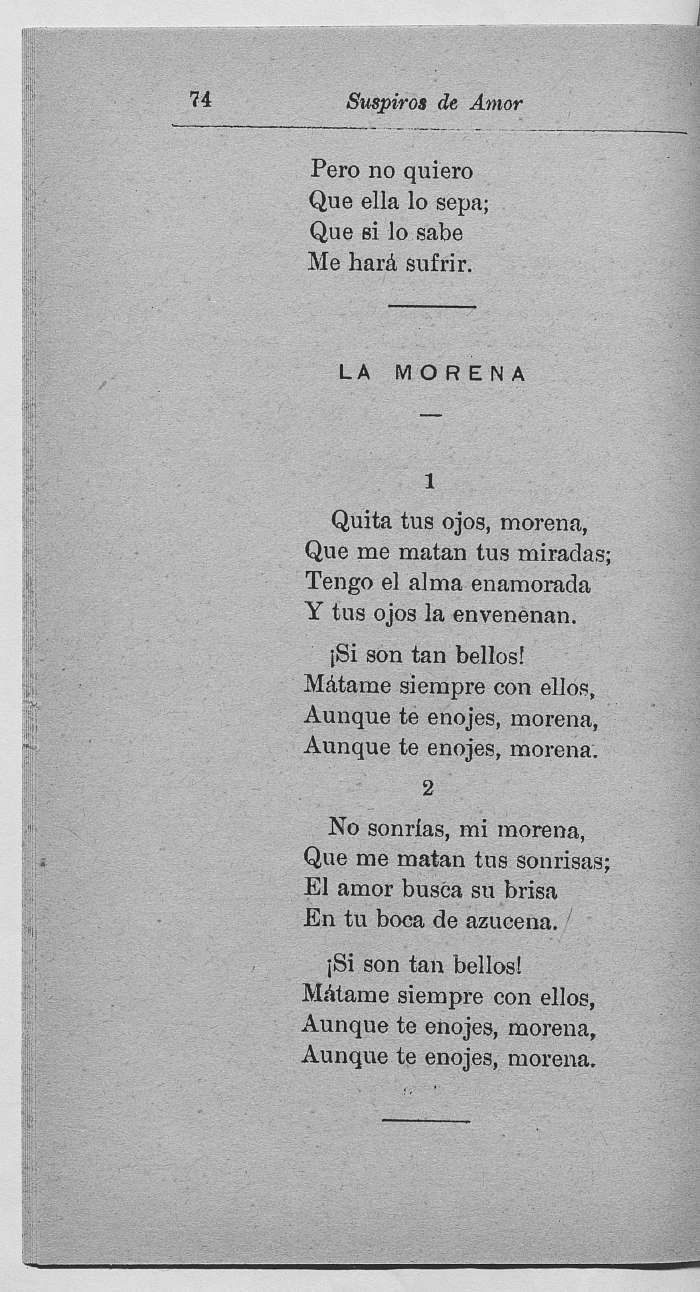 74 Suspiros de Amor
Pero no quiero
Que ella lo sepa;
Que si lo sabe
Me hará sufrir.
LA MORENA
1
Quita tus ojos, morena,
Que me matan tus miradas;
Tengo el alma enamorada
Y tus ojos la envenenan.
¡Si son tan bellos!
Mátame siempre con ellos,
Aunque te enojes, morena,
Aunque te enojes, morena.
2
No sonrías, mi morena,
Que me matan tus sonrisas;
El amor busca su brisa
En tu boca de azucena.
¡Si son tan bellos!
Mátame siempre con ellos,
Aunque te enojes, morena,
Aunque te enojes, morena.